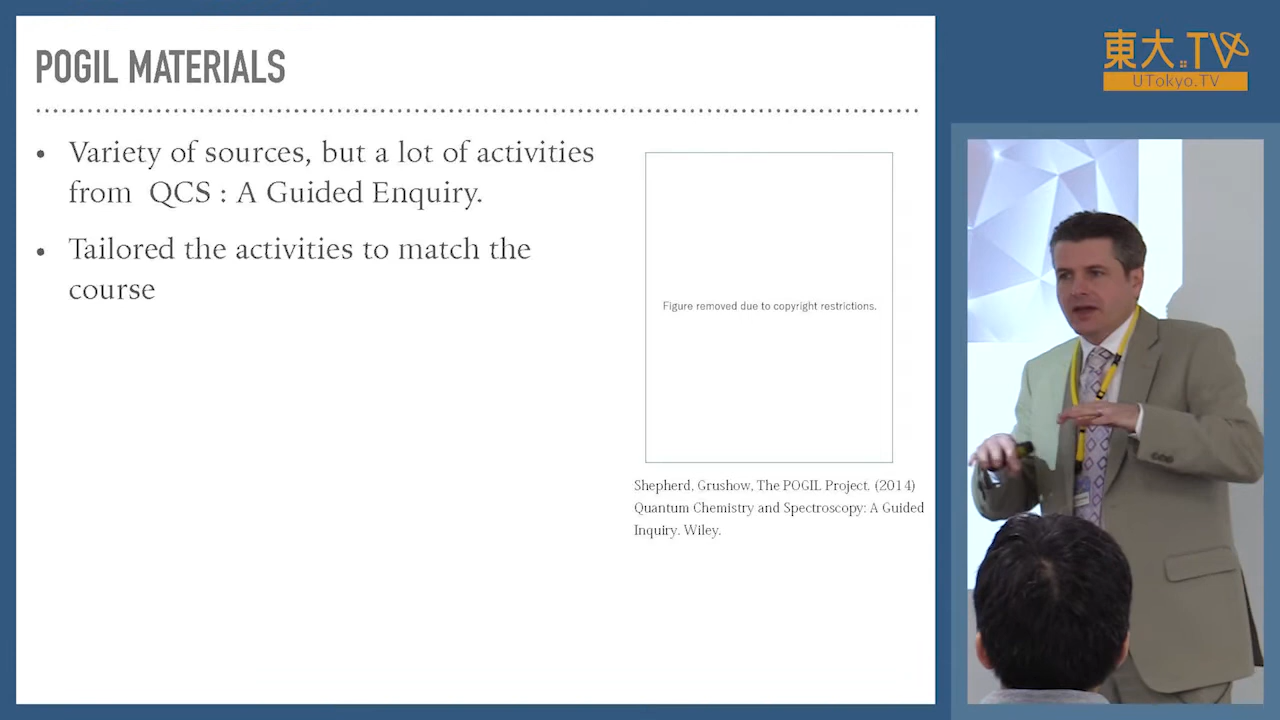 POGIL MATERIALS
• Variety of sources, but a lot of activities
from QCS : A Guided Enquiry.
• Tailored the activities to match the
course
Figure removed due to copyright restrictions.
Shepherd, Grushow, The POGIL Project. (2014)
Quantum Chemistry and Spectroscopy: A Guided
Inquiry. Wiley.
東大.TV
UTokyo.TV